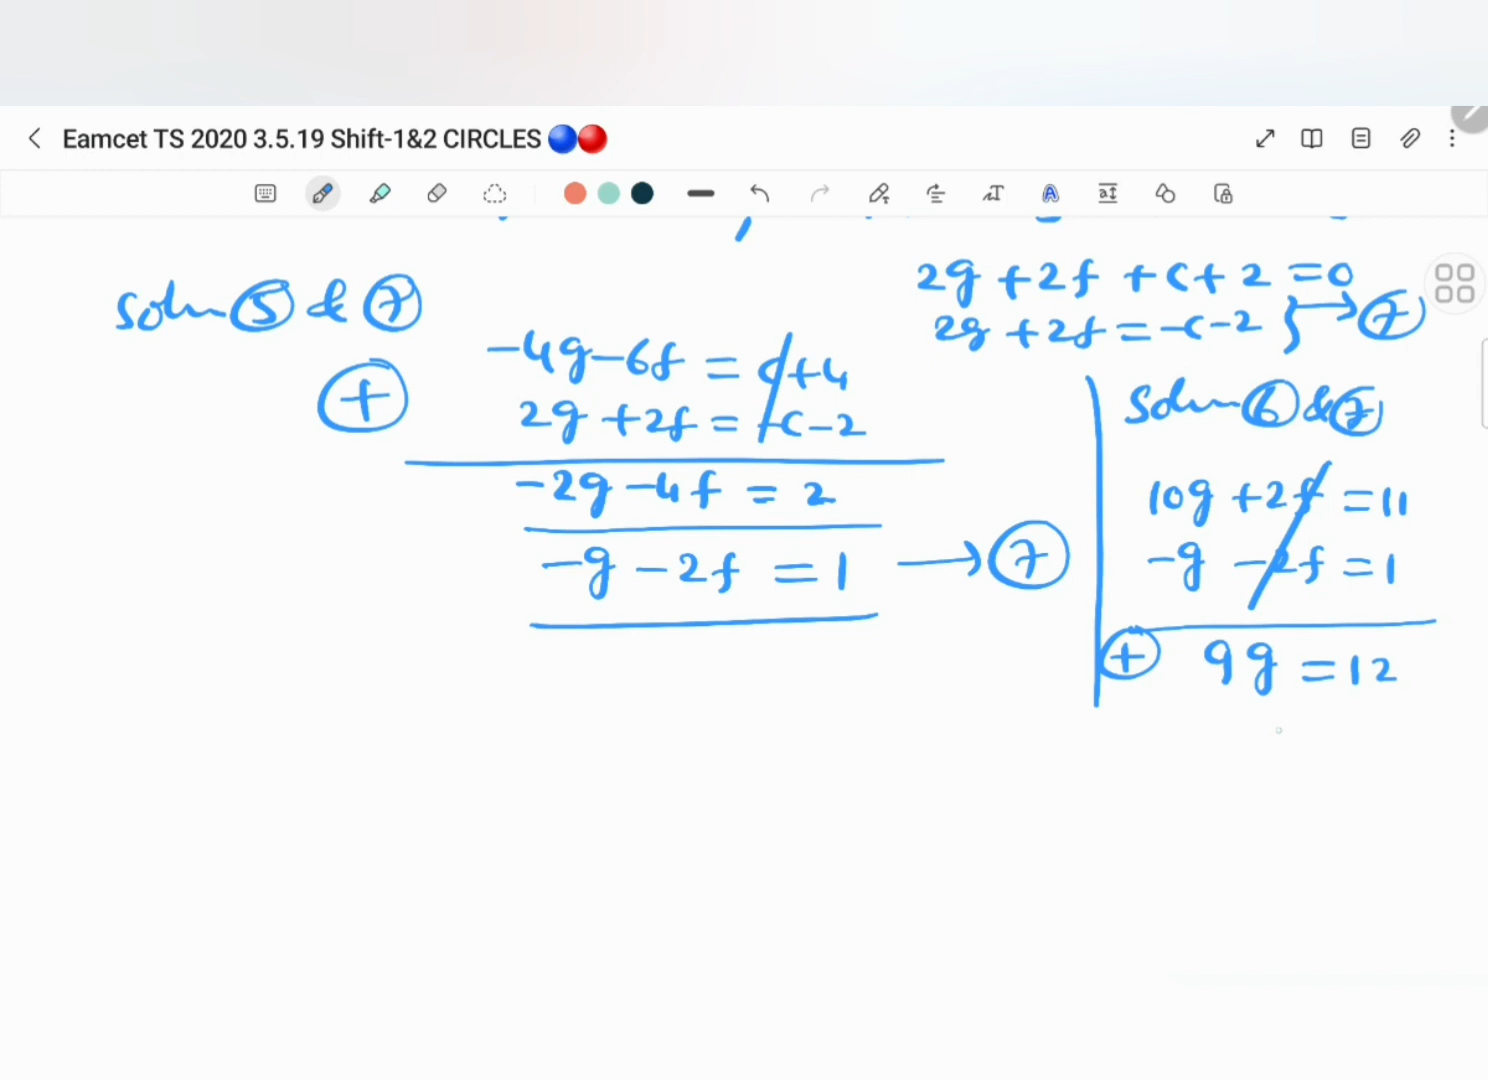 Eamcet TS 2020 3.5.19 Shift-1&2 CIRCLES
2g + 2f + c + 2 = 0
2g + 2f = -c - 2 } → ⑦
Solu ⑤ & ⑦
-4g - 6f = c + 4
2g + 2f = -c - 2
+
-2g - 4f = 2
-g - 2f = 1 → ⑦
Solu ⑥ & ⑦
10g + 2f = 11
-g - 2f = 1
+ 9g = 12